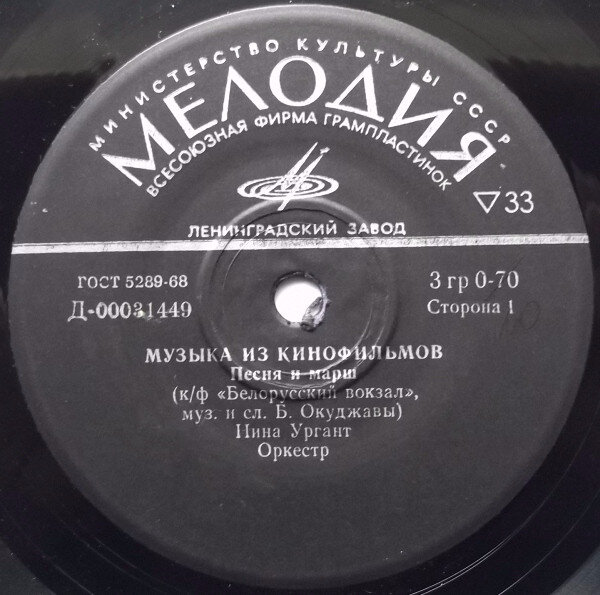 МИНИСТЕРСТВО КУЛЬТУРЫ СССР
МЕЛОДИЯ
ВСЕСОЮЗНАЯ ФИРМА ГРАМПЛАСТИНОК
▽33
ЛЕНИНГРАДСКИЙ ЗАВОД
ГОСТ 5289-68
3 гр 0-70
Д-00031449
Сторона 1
МУЗЫКА ИЗ КИНОФИЛЬМОВ
Песня и марш
(к/ф «Белорусский вокзал»,
муз. и сл. Б. Окуджавы)
Нина Ургант
Оркестр